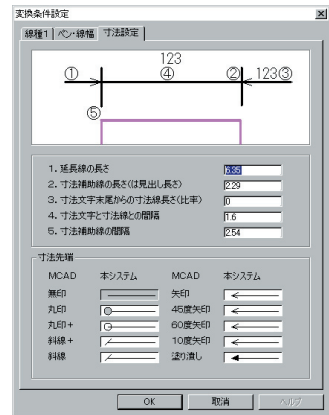 変換条件設定
線種1 ペン・線幅 寸法設定
123
① ④ ② 123③
⑤
1. 延長線の長さ 6.35
2. 寸法補助線の長さ(は見出し長さ) 2.29
3. 寸法文字末尾からの寸法線長さ(比率) 0
4. 寸法文字と寸法線との間隔 1.6
5. 寸法補助線の間隔 2.54
寸法先端
MCAD 本システム MCAD 本システム
無印 矢印
丸印 45度矢印
丸印+ 60度矢印
斜線+ 10度矢印
斜線 塗り潰し
OK 取消 ヘルプ